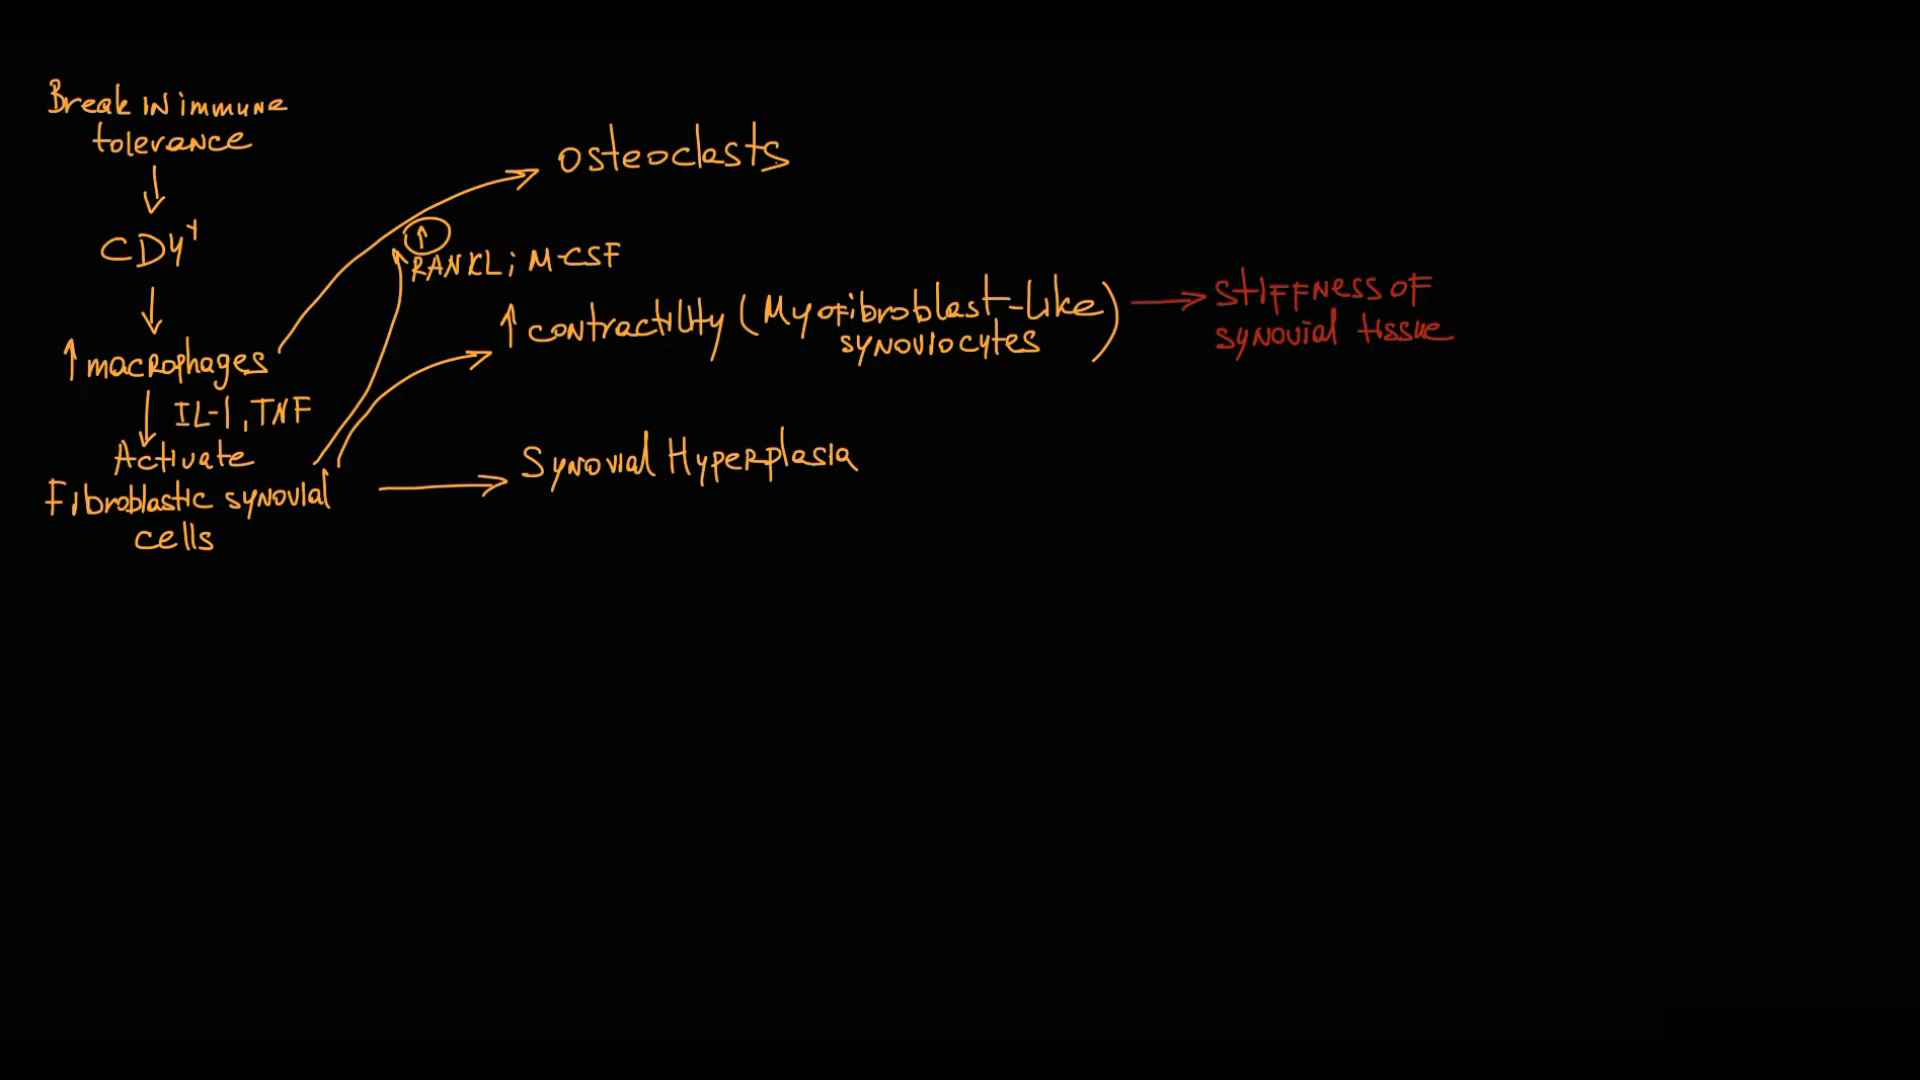 Break in immune
tolerance
↓
CD4+
↓
↑ macrophages
↓ IL-1, TNF
Activate
Fibroblastic synovial
cells
osteoclasts
↑
RANKL; M-CSF
↑ contractility (Myofibroblast-like
synoviocytes)
→ stiffness of
synovial tissue
→ Synovial Hyperplasia